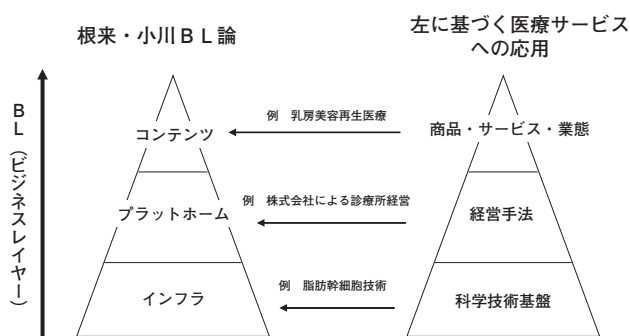 根来・小川ＢＬ論
左に基づく医療サービス
への応用
ＢＬ（ビジネスレイヤー）
コンテンツ
例　乳房美容再生医療
商品・サービス・業態
プラットホーム
例　株式会社による診療所経営
経営手法
インフラ
例　脂肪幹細胞技術
科学技術基盤